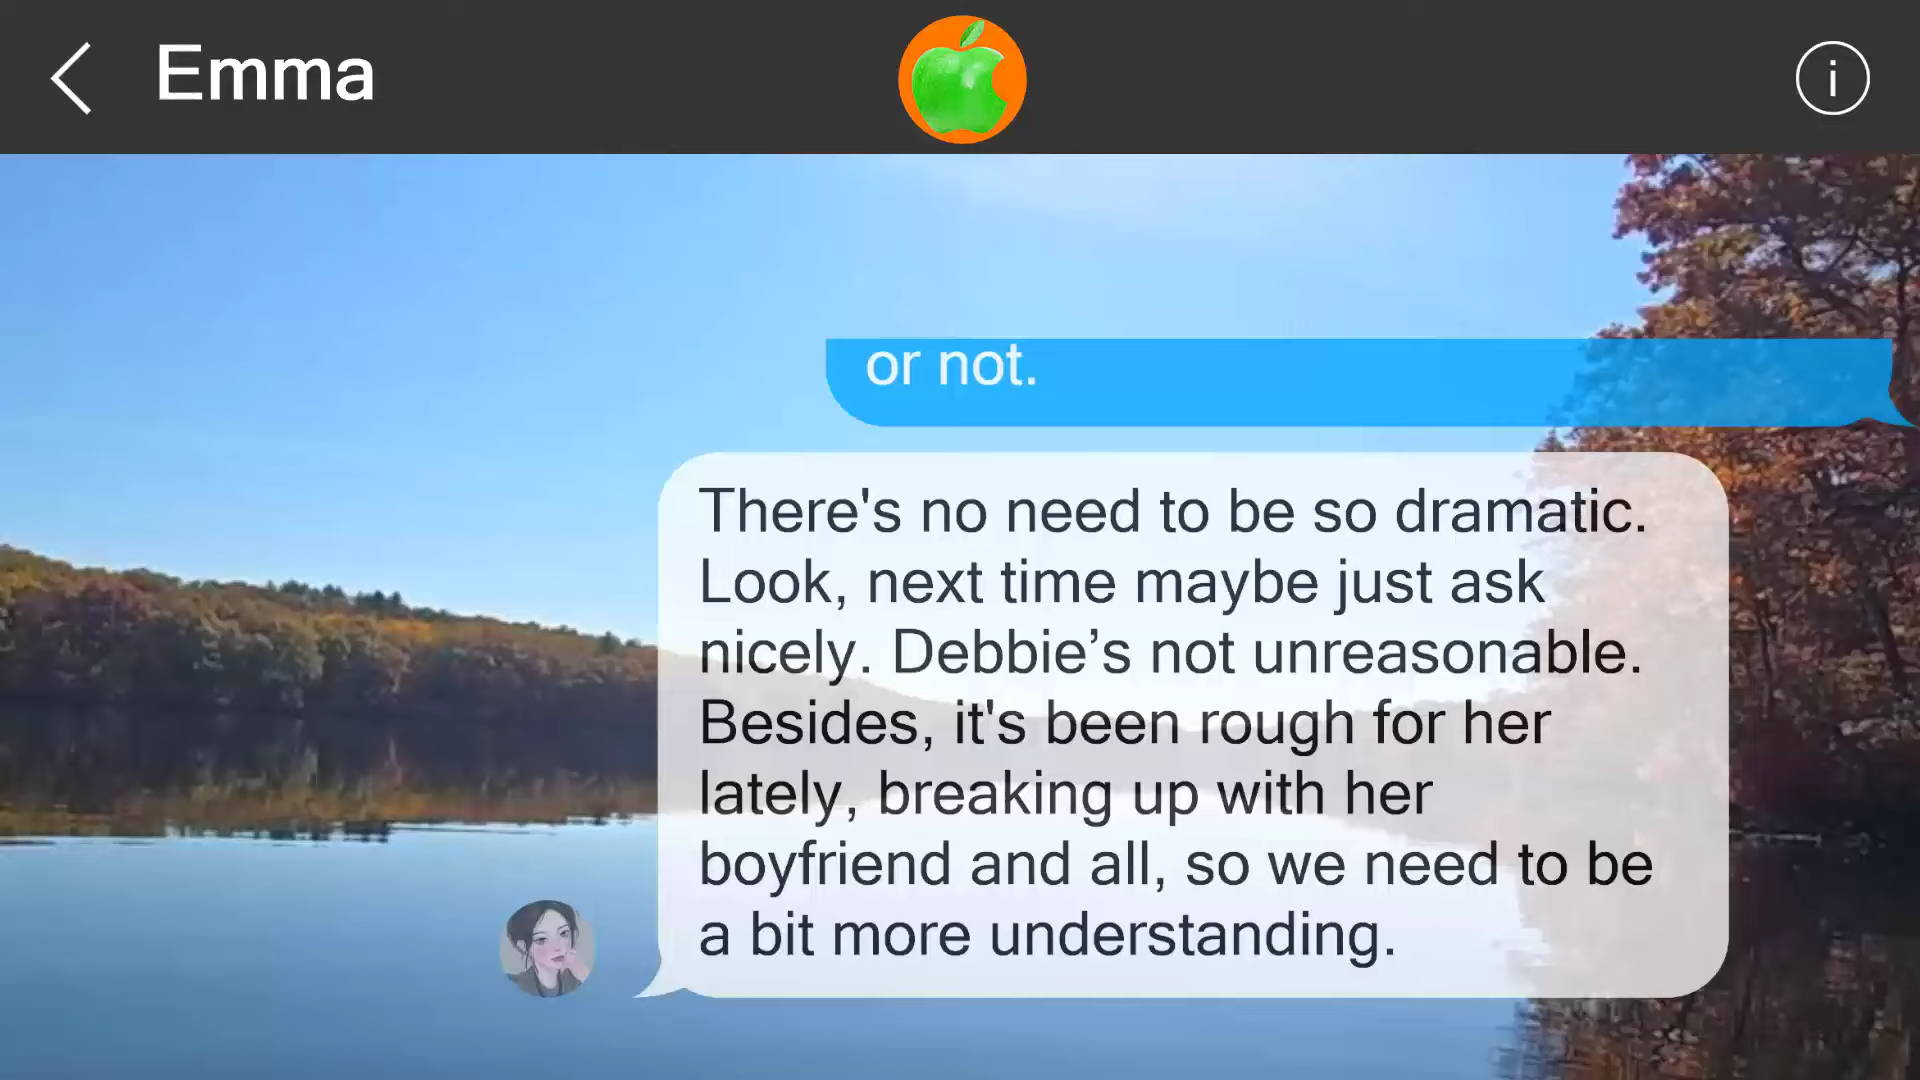 Emma
i
or not.
There's no need to be so dramatic.
Look, next time maybe just ask
nicely. Debbie’s not unreasonable.
Besides, it's been rough for her
lately, breaking up with her
boyfriend and all, so we need to be
a bit more understanding.